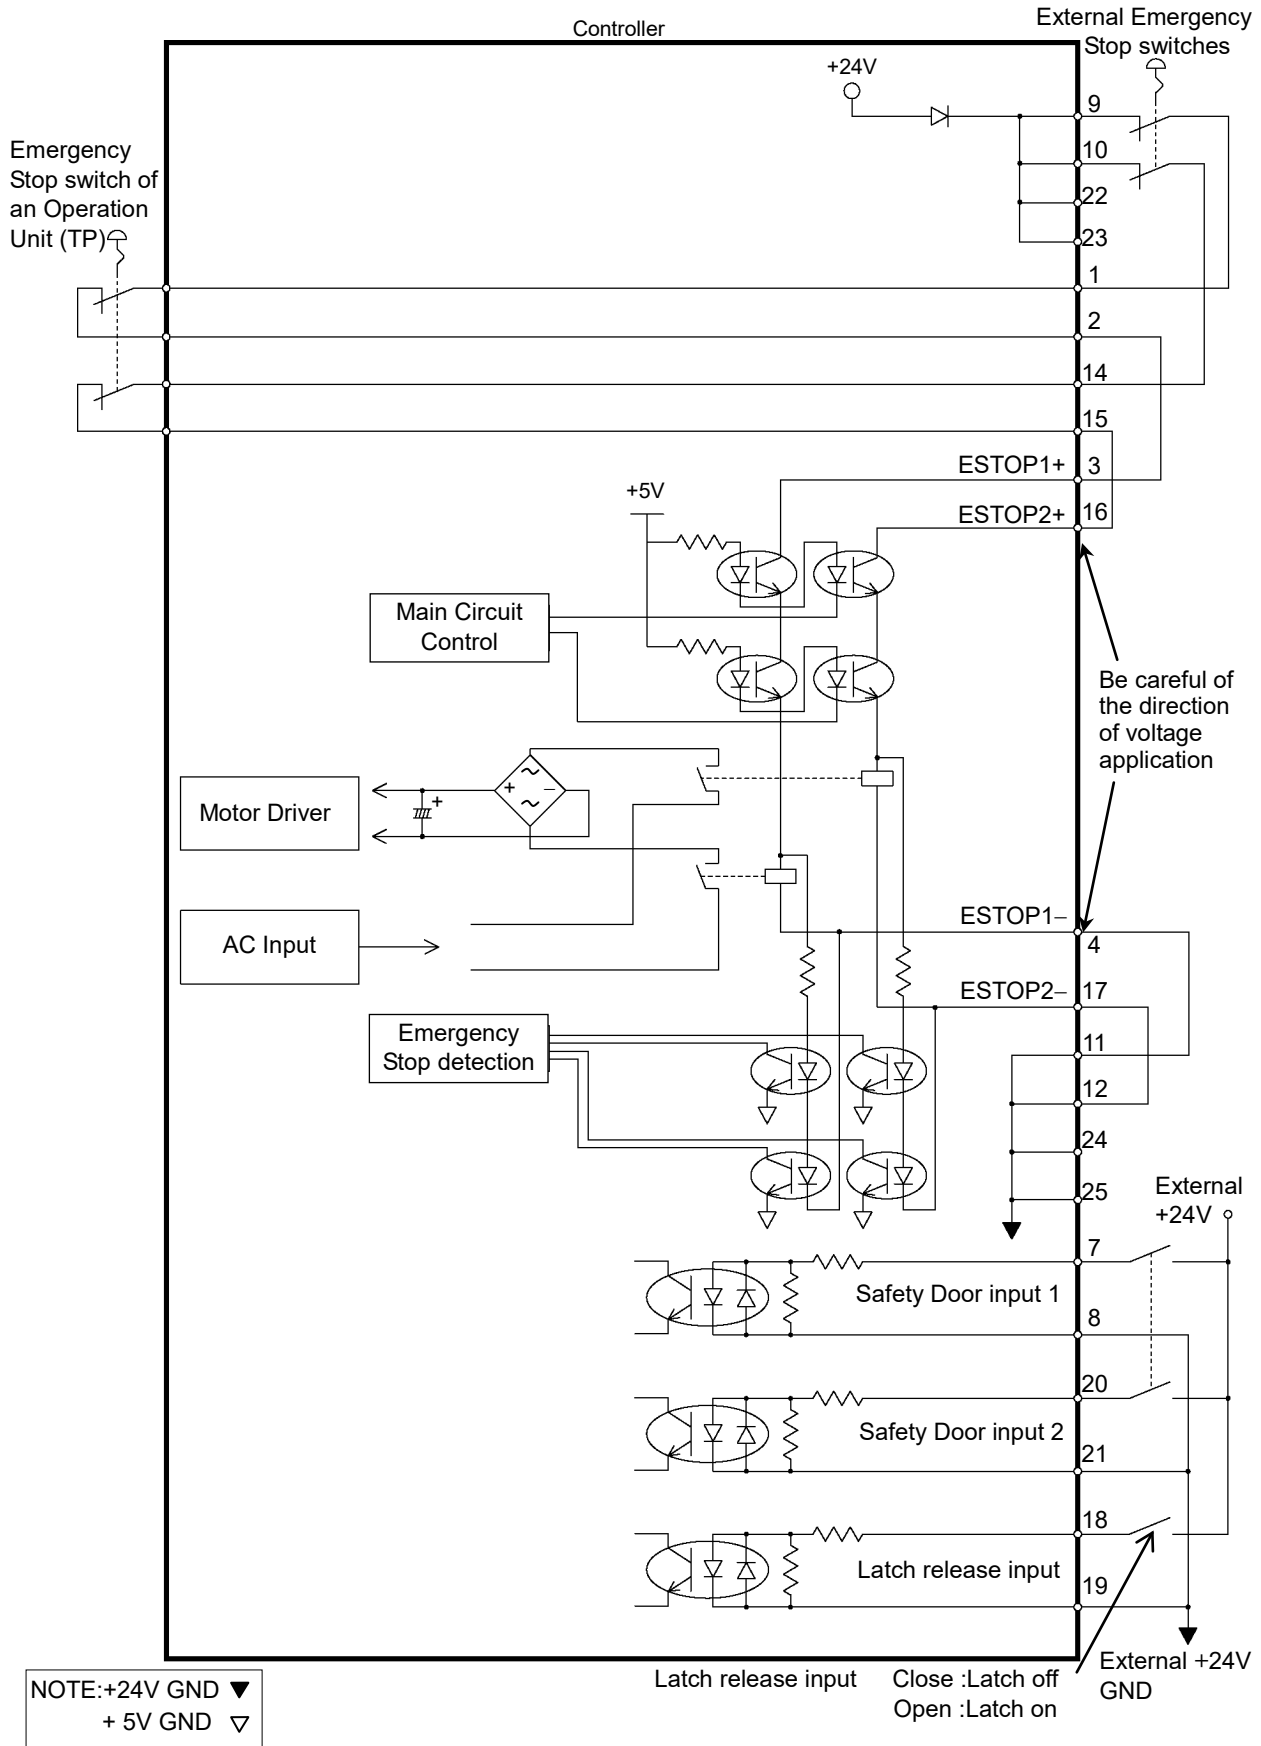 Controller
External Emergency
Stop switches
+24V
9
10
22
23
Emergency
Stop switch of
an Operation
Unit (TP)
1
2
14
15
ESTOP1+
3
ESTOP2+
16
+5V
Main Circuit
Control
Be careful of
the direction
of voltage
application
Motor Driver
+
+
−
AC Input
ESTOP1−
4
ESTOP2−
17
Emergency
Stop detection
11
12
24
25
External
+24V
7
Safety Door input 1
8
20
Safety Door input 2
21
18
Latch release input
19
External +24V
GND
Latch release input
Close :Latch off
Open :Latch on
NOTE:+24V GND ▼
+ 5V GND ▽